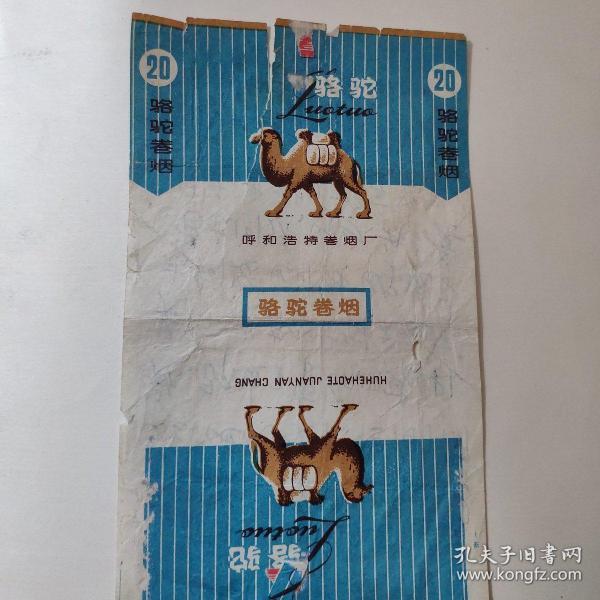 20
骆驼卷烟
骆驼
Luotuo
20
骆驼卷烟
呼和浩特卷烟厂
骆驼卷烟
HUHEHAOTE JUANYAN CHANG
Luotuo
骆驼
孔夫子旧书网
www.kongfz.com